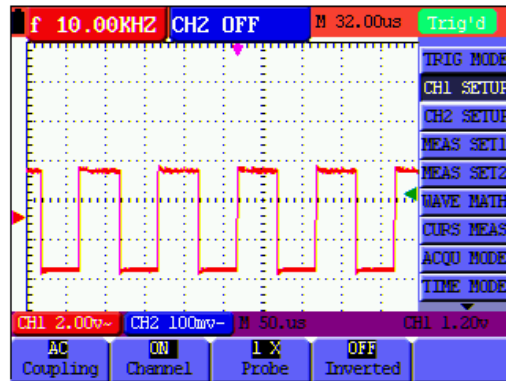 f 10.00KHZ CH2 OFF M 32.00us Trig'd
TRIG MODE
CH1 SETUP
CH2 SETUP
MEAS SET1
MEAS SET2
WAVE MATH
CURS MEAS
ACQU MODE
TIME MODE
CH1 2.00v~ CH2 100mv- M 50.us CH1 1.20v
AC ON 1 X OFF
Coupling Channel Probe Inverted